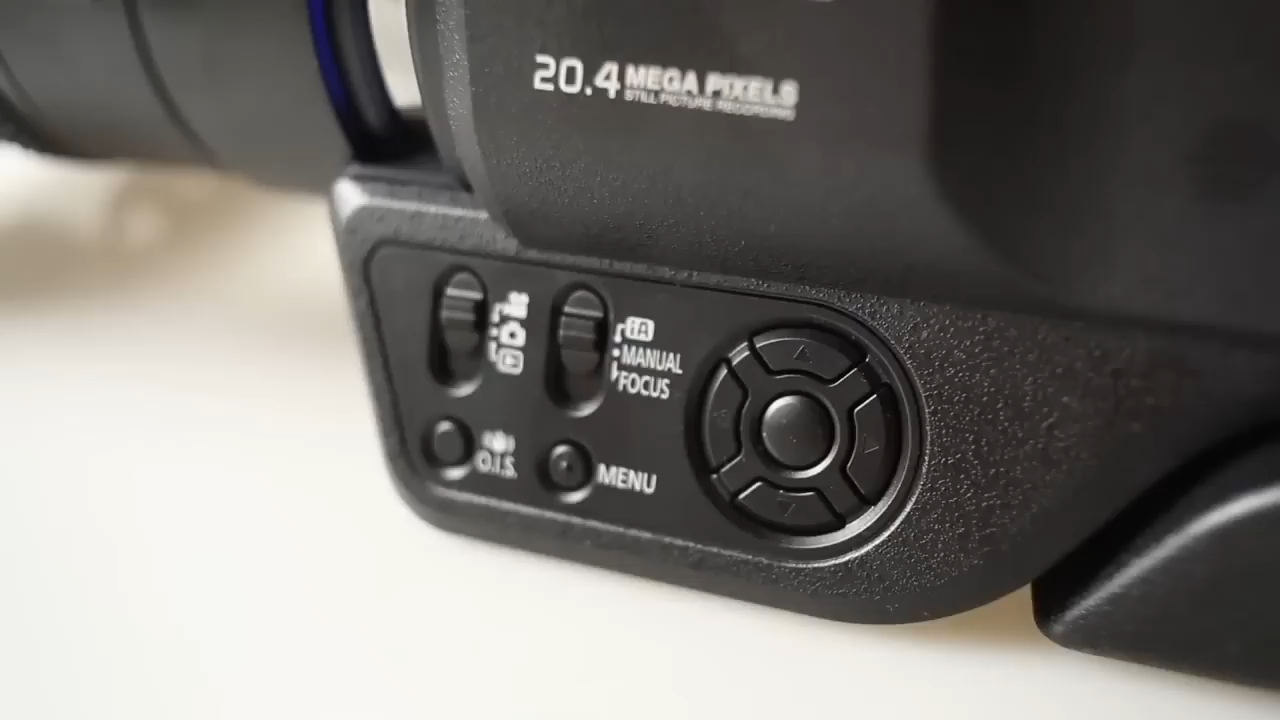 20.4 MEGA PIXELS
STILL PICTURE RECORDING
iA
MANUAL
FOCUS
O.I.S.
MENU